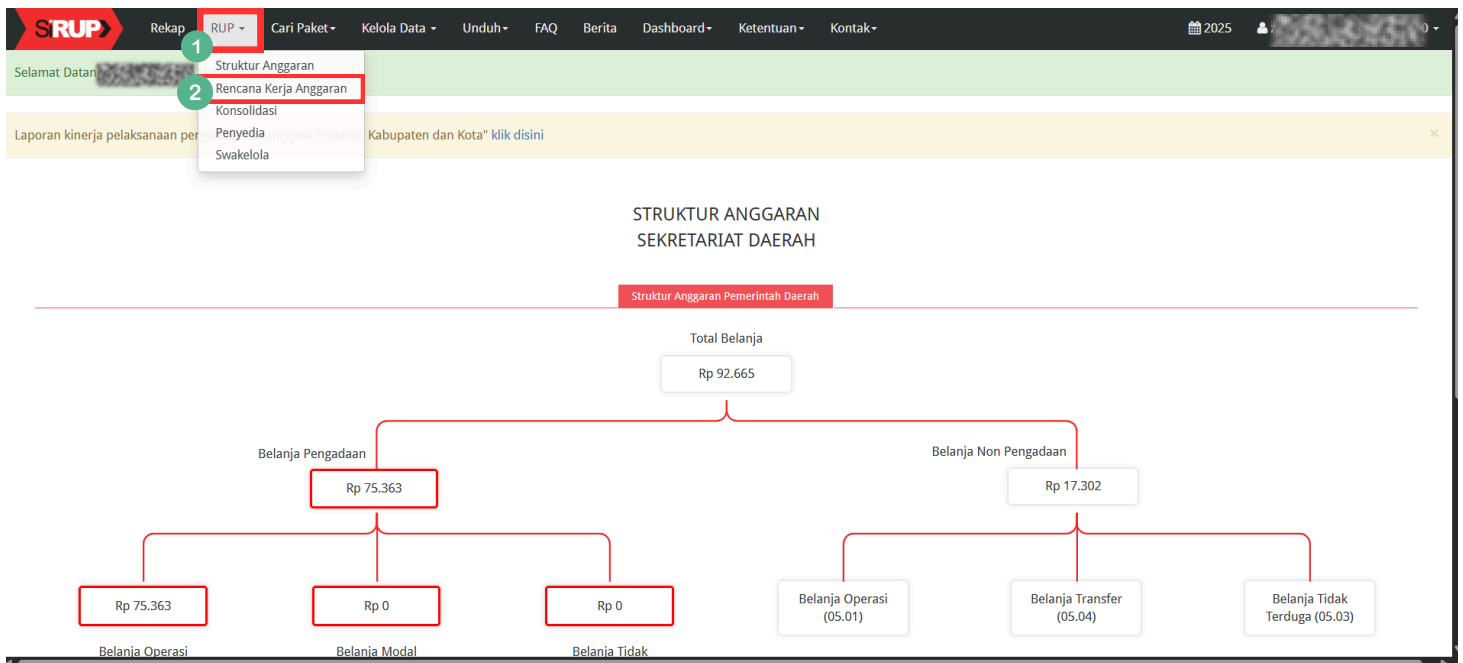 SiRUP Rekap RUP Cari Paket Kelola Data Unduh FAQ Berita Dashboard Ketentuan Kontak 2025
1
Selamat Datan
Struktur Anggaran
2 Rencana Kerja Anggaran
Konsolidasi
Penyedia
Swakelola
Laporan kinerja pelaksanaan Kabupaten dan Kota" klik disini ×
STRUKTUR ANGGARAN
SEKRETARIAT DAERAH
Struktur Anggaran Pemerintah Daerah
Total Belanja
Rp 92.665
Belanja Pengadaan
Rp 75.363
Belanja Non Pengadaan
Rp 17.302
Rp 75.363
Belanja Operasi
Rp 0
Belanja Modal
Rp 0
Belanja Tidak
Belanja Operasi
(05.01)
Belanja Transfer
(05.04)
Belanja Tidak
Terduga (05.03)